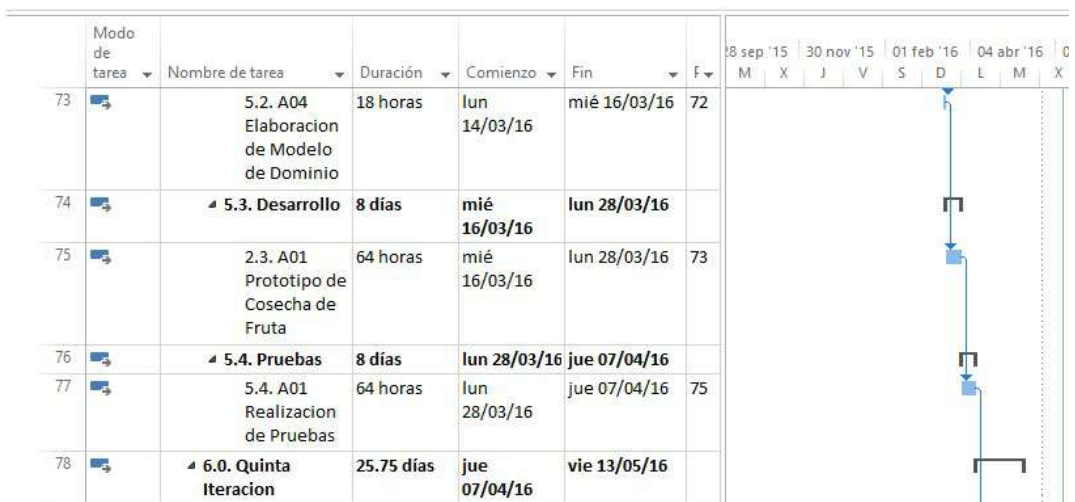 Modo
de
tarea Nombre de tarea Duración Comienzo Fin
28 sep '15 30 nov '15 01 feb '16 04 abr '16
M X J V S D L M X
73 5.2. A04 18 horas lun mié 16/03/16 72
Elaboracion 14/03/16
de Modelo
de Dominio
74 5.3. Desarrollo 8 días mié lun 28/03/16
16/03/16
75 2.3. A01 64 horas mié lun 28/03/16 73
Prototipo de 16/03/16
Cosecha de
Fruta
76 5.4. Pruebas 8 días lun 28/03/16 jue 07/04/16
77 5.4. A01 64 horas lun jue 07/04/16 75
Realizacion 28/03/16
de Pruebas
78 6.0. Quinta 25.75 días jue vie 13/05/16
Iteracion 07/04/16